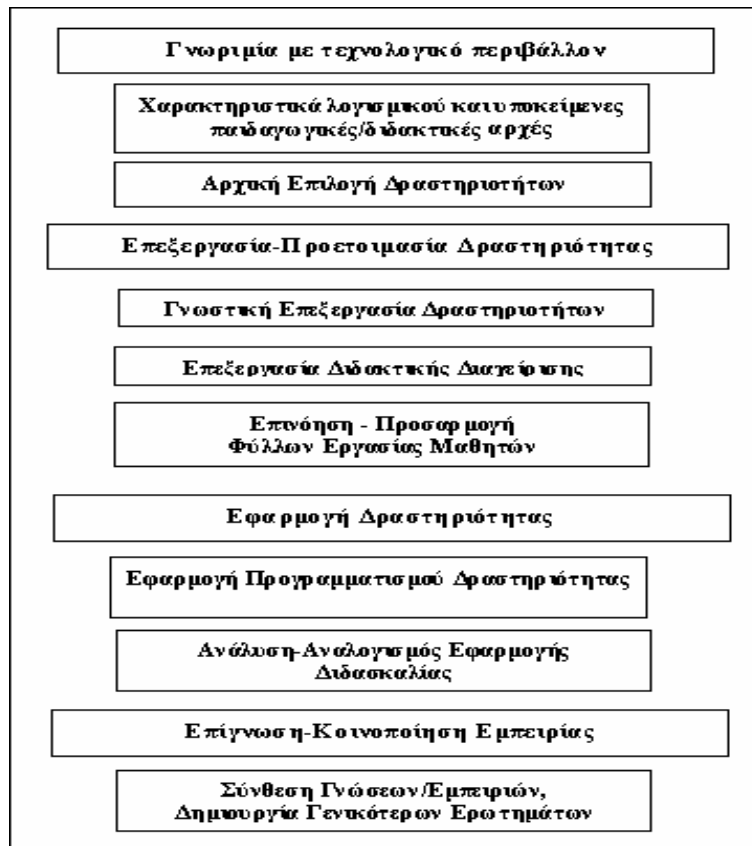 Γνωριμία με τεχνολογικό περιβάλλον
Χαρακτηριστικά λογισμικού και υποκείμενες
παιδαγωγικές/διδακτικές αρχές
Αρχική Επιλογή Δραστηριοτήτων
Επεξεργασία-Προετοιμασία Δραστηριότητας
Γνωστική Επεξεργασία Δραστηριοτήτων
Επεξεργασία Διδακτικής Διαχείρισης
Επινόηση - Προσαρμογή
Φύλλων Εργασίας Μαθητών
Εφαρμογή Δραστηριότητας
Εφαρμογή Προγραμματισμού Δραστηριότητας
Ανάλυση-Αναλογισμός Εφαρμογής
Διδασκαλίας
Επίγνωση-Κοινοποίηση Εμπειρίας
Σύνθεση Γνώσεων/Εμπειριών,
Δημιουργία Γενικότερων Ερωτημάτων